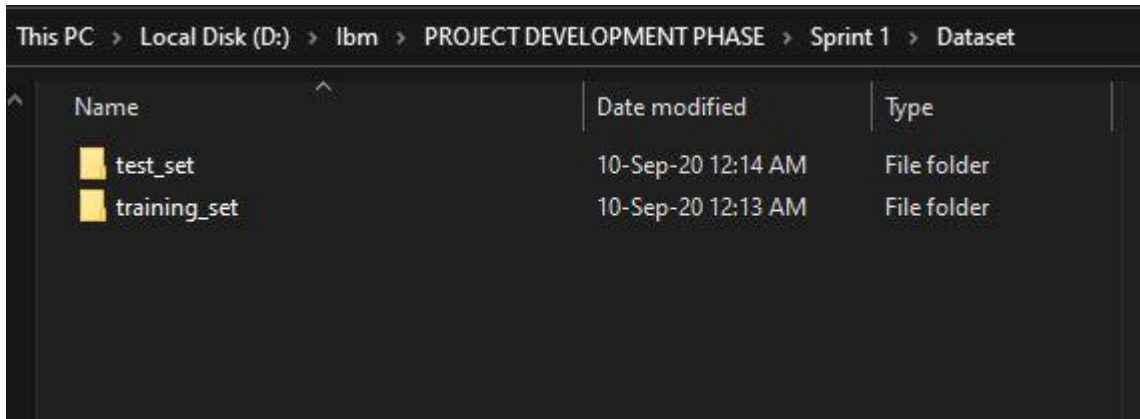 This PC > Local Disk (D:) > Ibm > PROJECT DEVELOPMENT PHASE > Sprint 1 > Dataset
Name Date modified Type
test_set 10-Sep-20 12:14 AM File folder
training_set 10-Sep-20 12:13 AM File folder